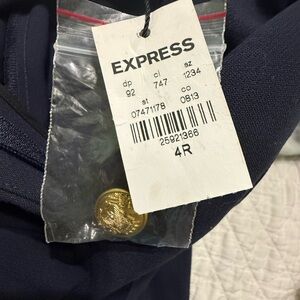 EXPRESS
dp cl sz
92 747 1234
st co
07471178 0813
25921366
4R